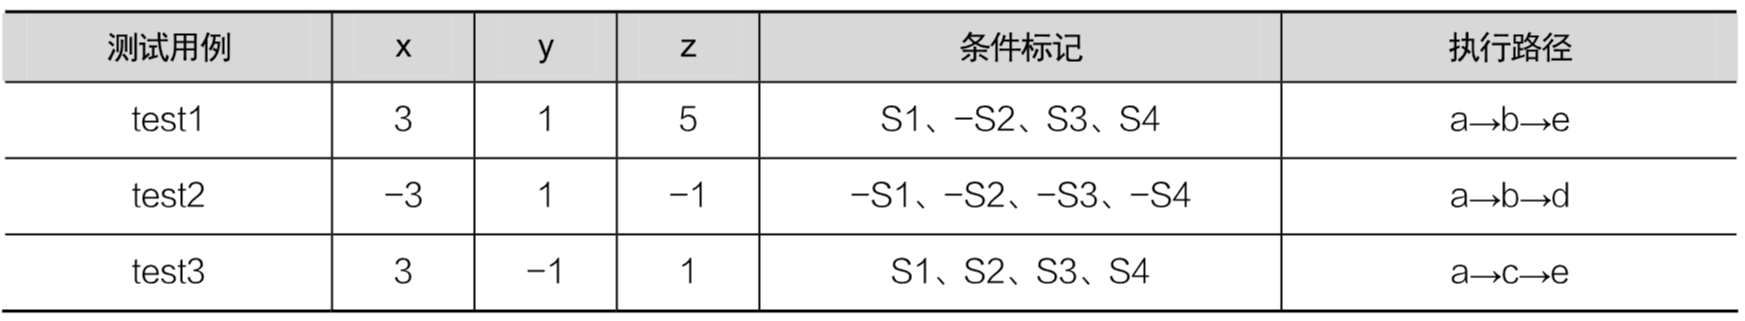 测试用例 x y z 条件标记 执行路径
test1 3 1 5 S1、-S2、S3、S4 a→b→e
test2 -3 1 -1 -S1、-S2、-S3、-S4 a→b→d
test3 3 -1 1 S1、S2、S3、S4 a→c→e